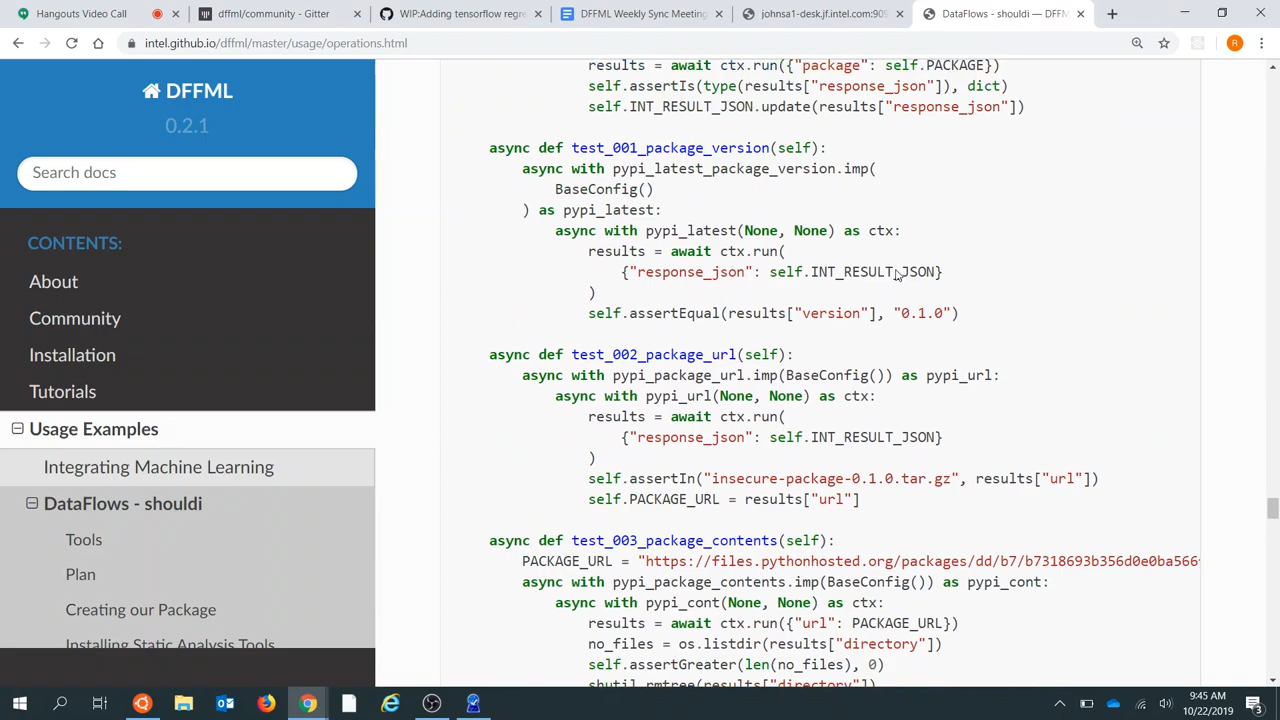 Hangouts Video Call
dffml/community - Gitter
WIP:Adding tensorflow regre
DFFML Weekly Sync Meeting
johnsa1-desk.jf.intel.com:909
DataFlows - shouldi — DFFM
intel.github.io/dffml/master/usage/operations.html
R
DFFML
0.2.1
Search docs
CONTENTS:
About
Community
Installation
Tutorials
Usage Examples
Integrating Machine Learning
DataFlows - shouldi
Tools
Plan
Creating our Package
Installing Static Analysis Tools
results = await ctx.run({"package": self.PACKAGE})
self.assertIs(type(results["response_json"]), dict)
self.INT_RESULT_JSON.update(results["response_json"])
async def test_001_package_version(self):
async with pypi_latest_package_version.imp(
BaseConfig()
) as pypi_latest:
async with pypi_latest(None, None) as ctx:
results = await ctx.run(
{"response_json": self.INT_RESULT_JSON}
)
self.assertEqual(results["version"], "0.1.0")
async def test_002_package_url(self):
async with pypi_package_url.imp(BaseConfig()) as pypi_url:
async with pypi_url(None, None) as ctx:
results = await ctx.run(
{"response_json": self.INT_RESULT_JSON}
)
self.assertIn("insecure-package-0.1.0.tar.gz", results["url"])
self.PACKAGE_URL = results["url"]
async def test_003_package_contents(self):
PACKAGE_URL = "https://files.pythonhosted.org/packages/dd/b7/b7318693b356d0e0ba566
async with pypi_package_contents.imp(BaseConfig()) as pypi_cont:
async with pypi_cont(None, None) as ctx:
results = await ctx.run({"url": PACKAGE_URL})
no_files = os.listdir(results["directory"])
self.assertGreater(len(no_files), 0)
shutil.rmtree(results["directory"])
9:45 AM
10/22/2019
3